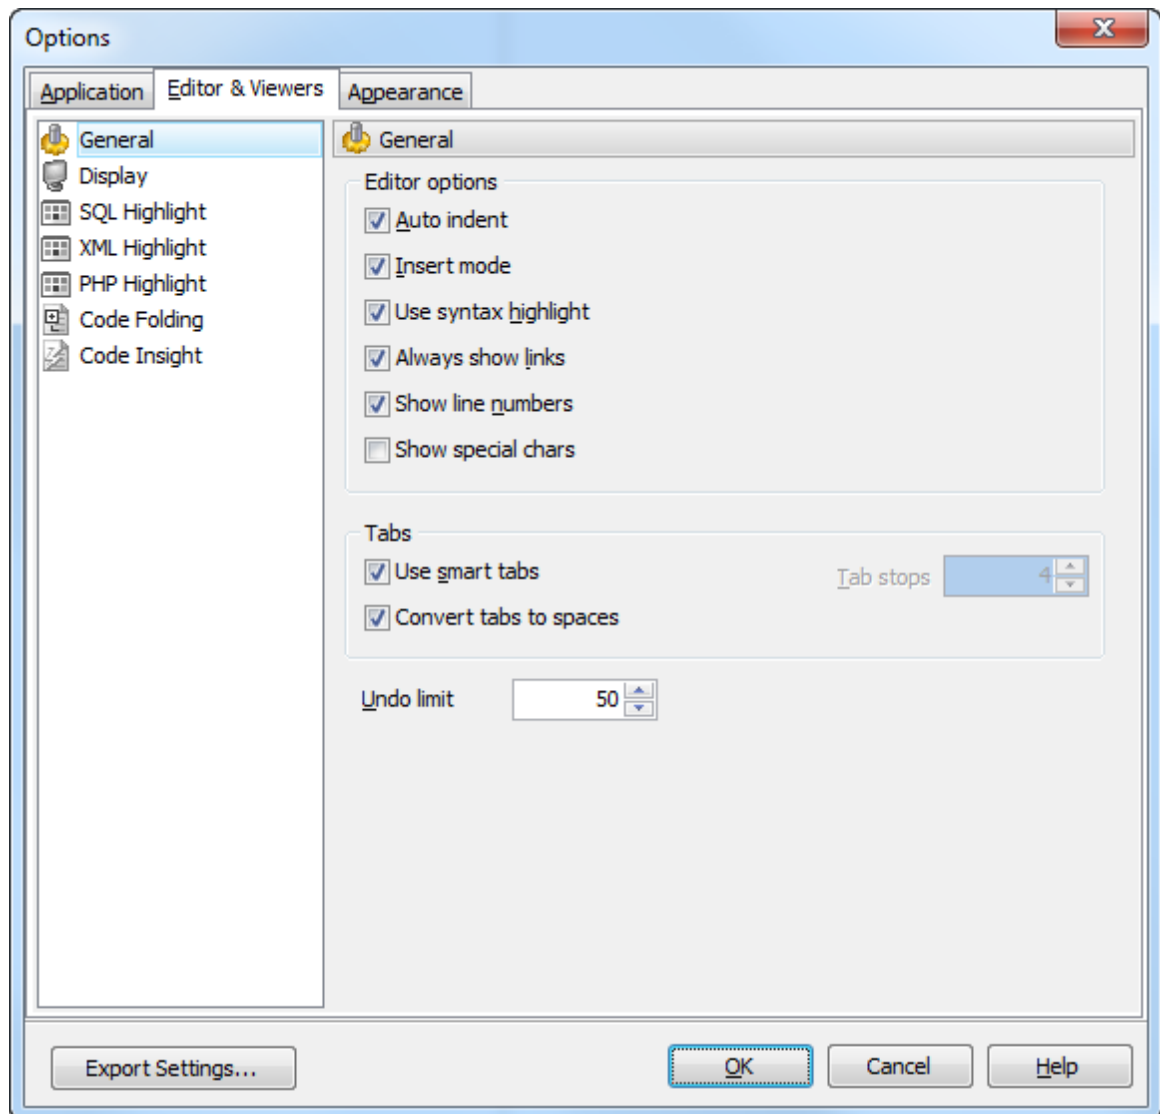 Options
Application
Editor & Viewers
Appearance
General
Display
SQL Highlight
XML Highlight
PHP Highlight
Code Folding
Code Insight
General
Editor options
Auto indent
Insert mode
Use syntax highlight
Always show links
Show line numbers
Show special chars
Tabs
Use smart tabs
Tab stops 4
Convert tabs to spaces
Undo limit 50
Export Settings...
OK
Cancel
Help